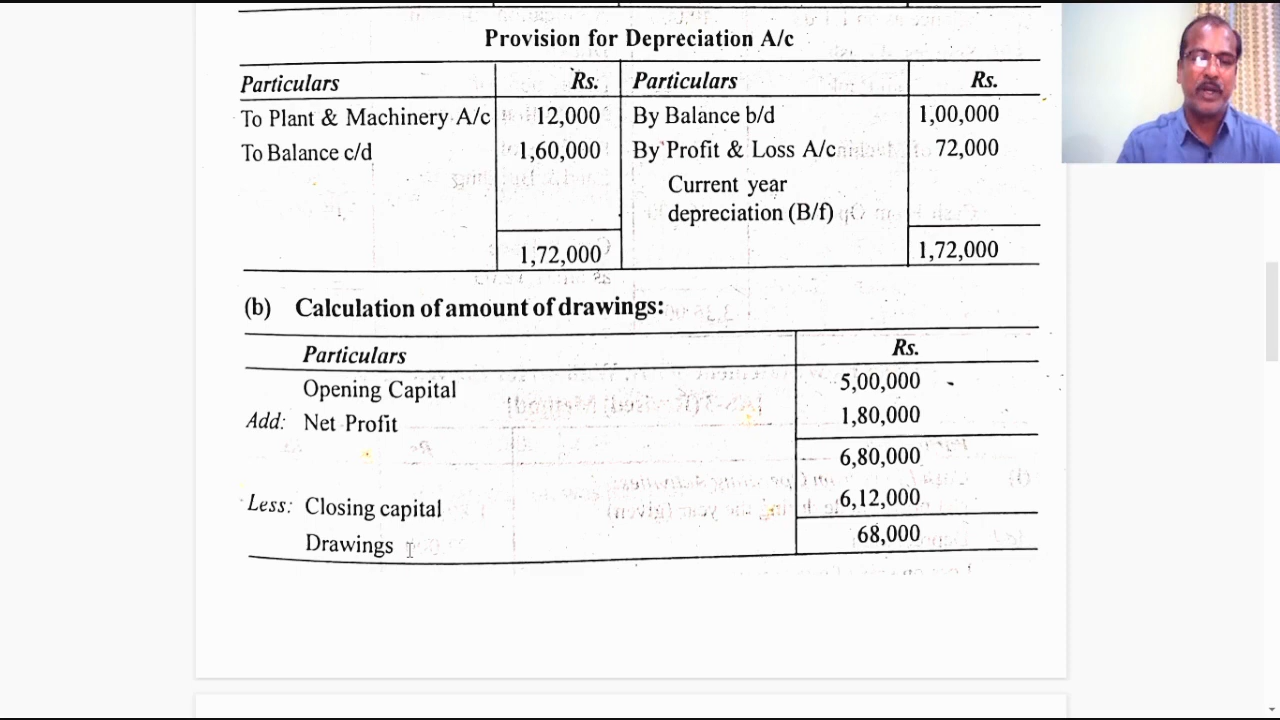 Provision for Depreciation A/c
Particulars Rs. Particulars Rs.
To Plant & Machinery A/c 12,000 By Balance b/d 1,00,000
To Balance c/d 1,60,000 By Profit & Loss A/c 72,000
Current year
depreciation (B/f)
1,72,000 1,72,000
(b) Calculation of amount of drawings:
Particulars Rs.
Opening Capital 5,00,000
Add: Net Profit 1,80,000
6,80,000
Less: Closing capital 6,12,000
Drawings 68,000